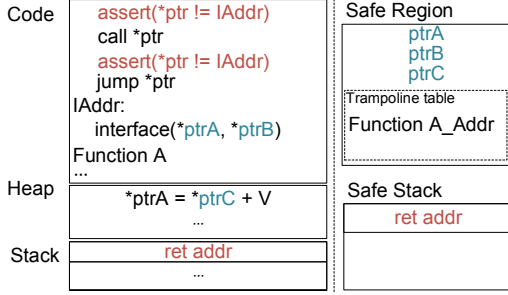 Code
assert(*ptr != IAddr)
call *ptr
assert(*ptr != IAddr)
jump *ptr
IAddr:
interface(*ptrA, *ptrB)
Function A
...
Heap
*ptrA = *ptrC + V
...
Stack
ret addr
...
Safe Region
ptrA
ptrB
ptrC
Trampoline table
Function A_Addr
Safe Stack
ret addr